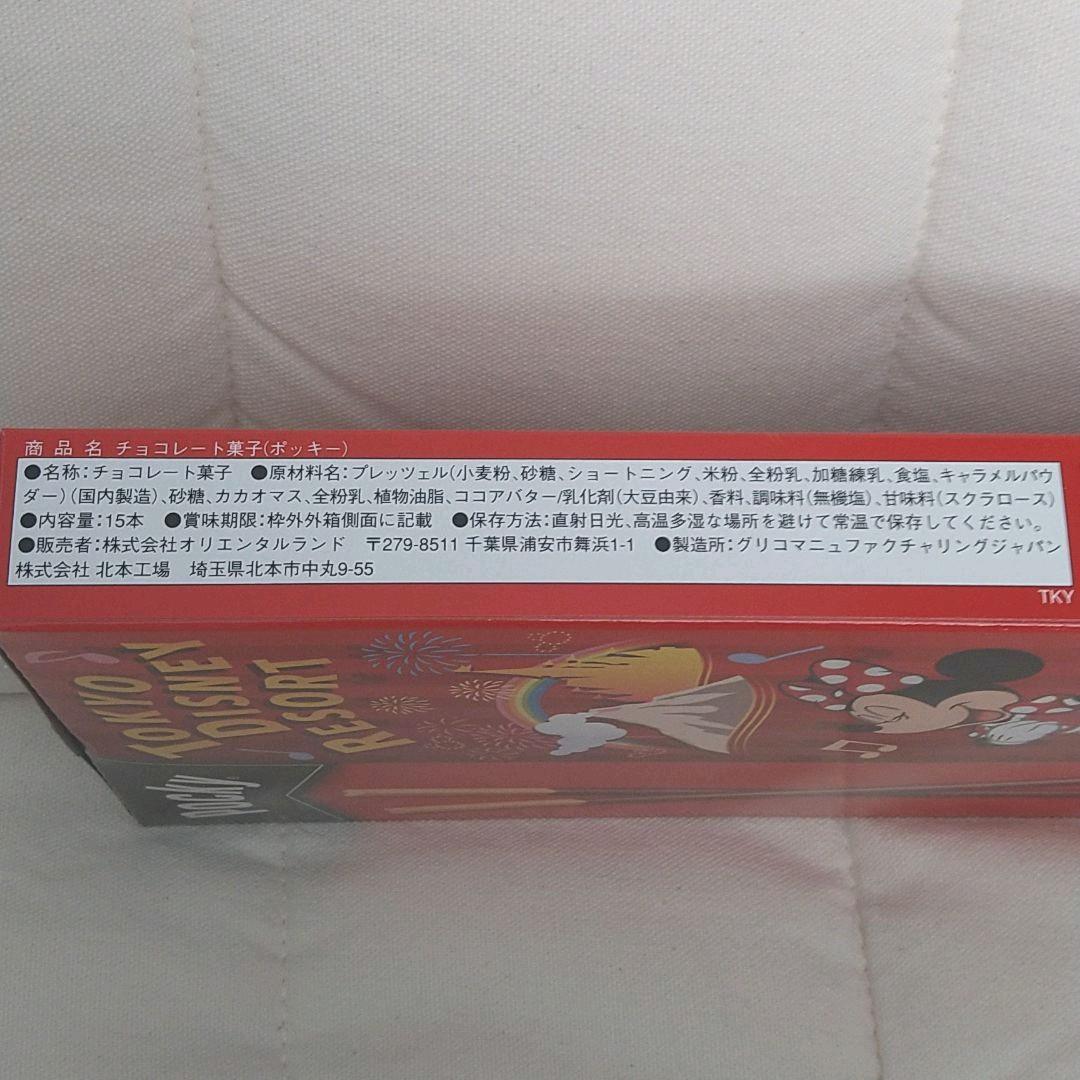 商品名 チョコレート菓子(ポッキー)
●名称:チョコレート菓子 ●原材料名:プレッツェル(小麦粉、砂糖、ショートニング、米粉、全粉乳、加糖練乳、食塩、キャラメルパウ
ダー)(国内製造)、砂糖、カカオマス、全粉乳、植物油脂、ココアバター/乳化剤(大豆由来)、香料、調味料(無機塩)、甘味料(スクラロース)
●内容量:15本 ●賞味期限:枠外外箱側面に記載 ●保存方法:直射日光、高温多湿な場所を避けて常温で保存してください。
●販売者:株式会社オリエンタルランド 〒279-8511 千葉県浦安市舞浜1-1 ●製造所:グリコマニュファクチャリングジャパン
株式会社 北本工場 埼玉県北本市中丸9-55
TKY
TOKYO
DISNEY
RESORT
Pocky